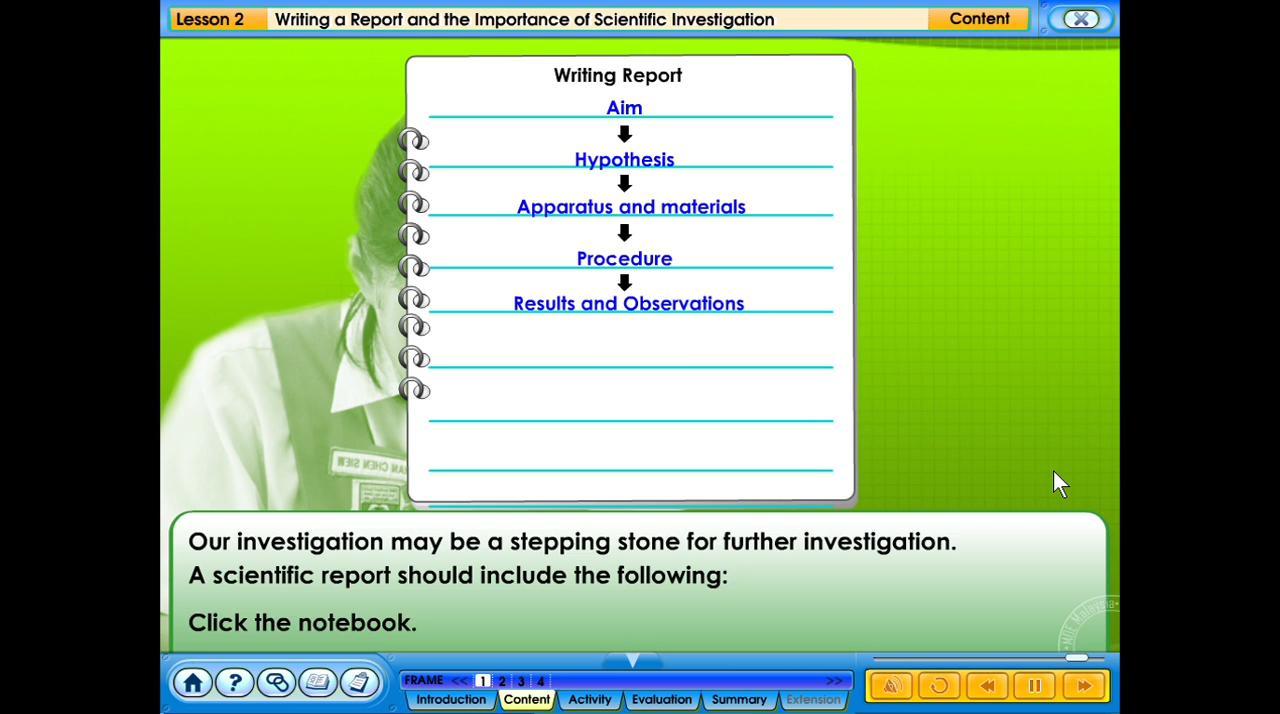 Lesson 2 Writing a Report and the Importance of Scientific Investigation Content
Writing Report
Aim
Hypothesis
Apparatus and materials
Procedure
Results and Observations
Our investigation may be a stepping stone for further investigation.
A scientific report should include the following:
Click the notebook.
MOE Malaysia
FRAME << 1 2 3 4 >>
Introduction Content Activity Evaluation Summary Extension